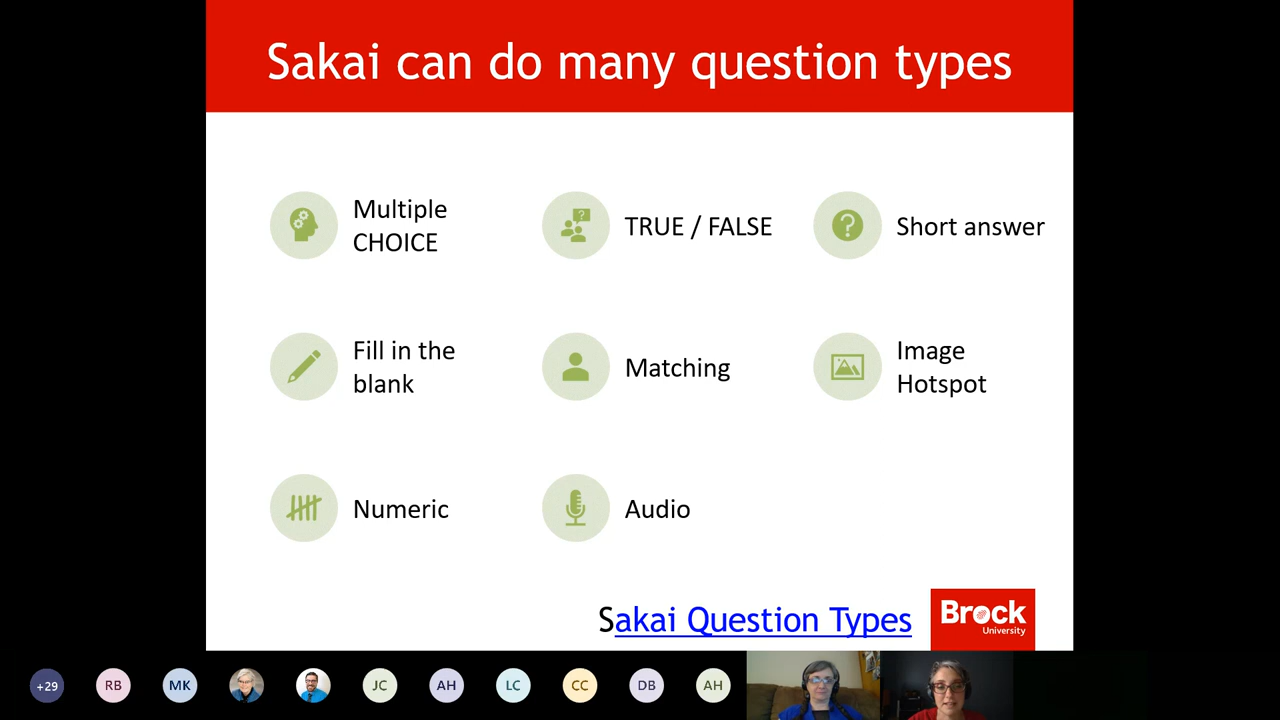 Sakai can do many question types
Multiple
CHOICE
TRUE / FALSE
Short answer
Fill in the
blank
Matching
Image
Hotspot
Numeric
Audio
Sakai Question Types
Brock
University
+29
RB
MK
JC
AH
LC
CC
DB
AH